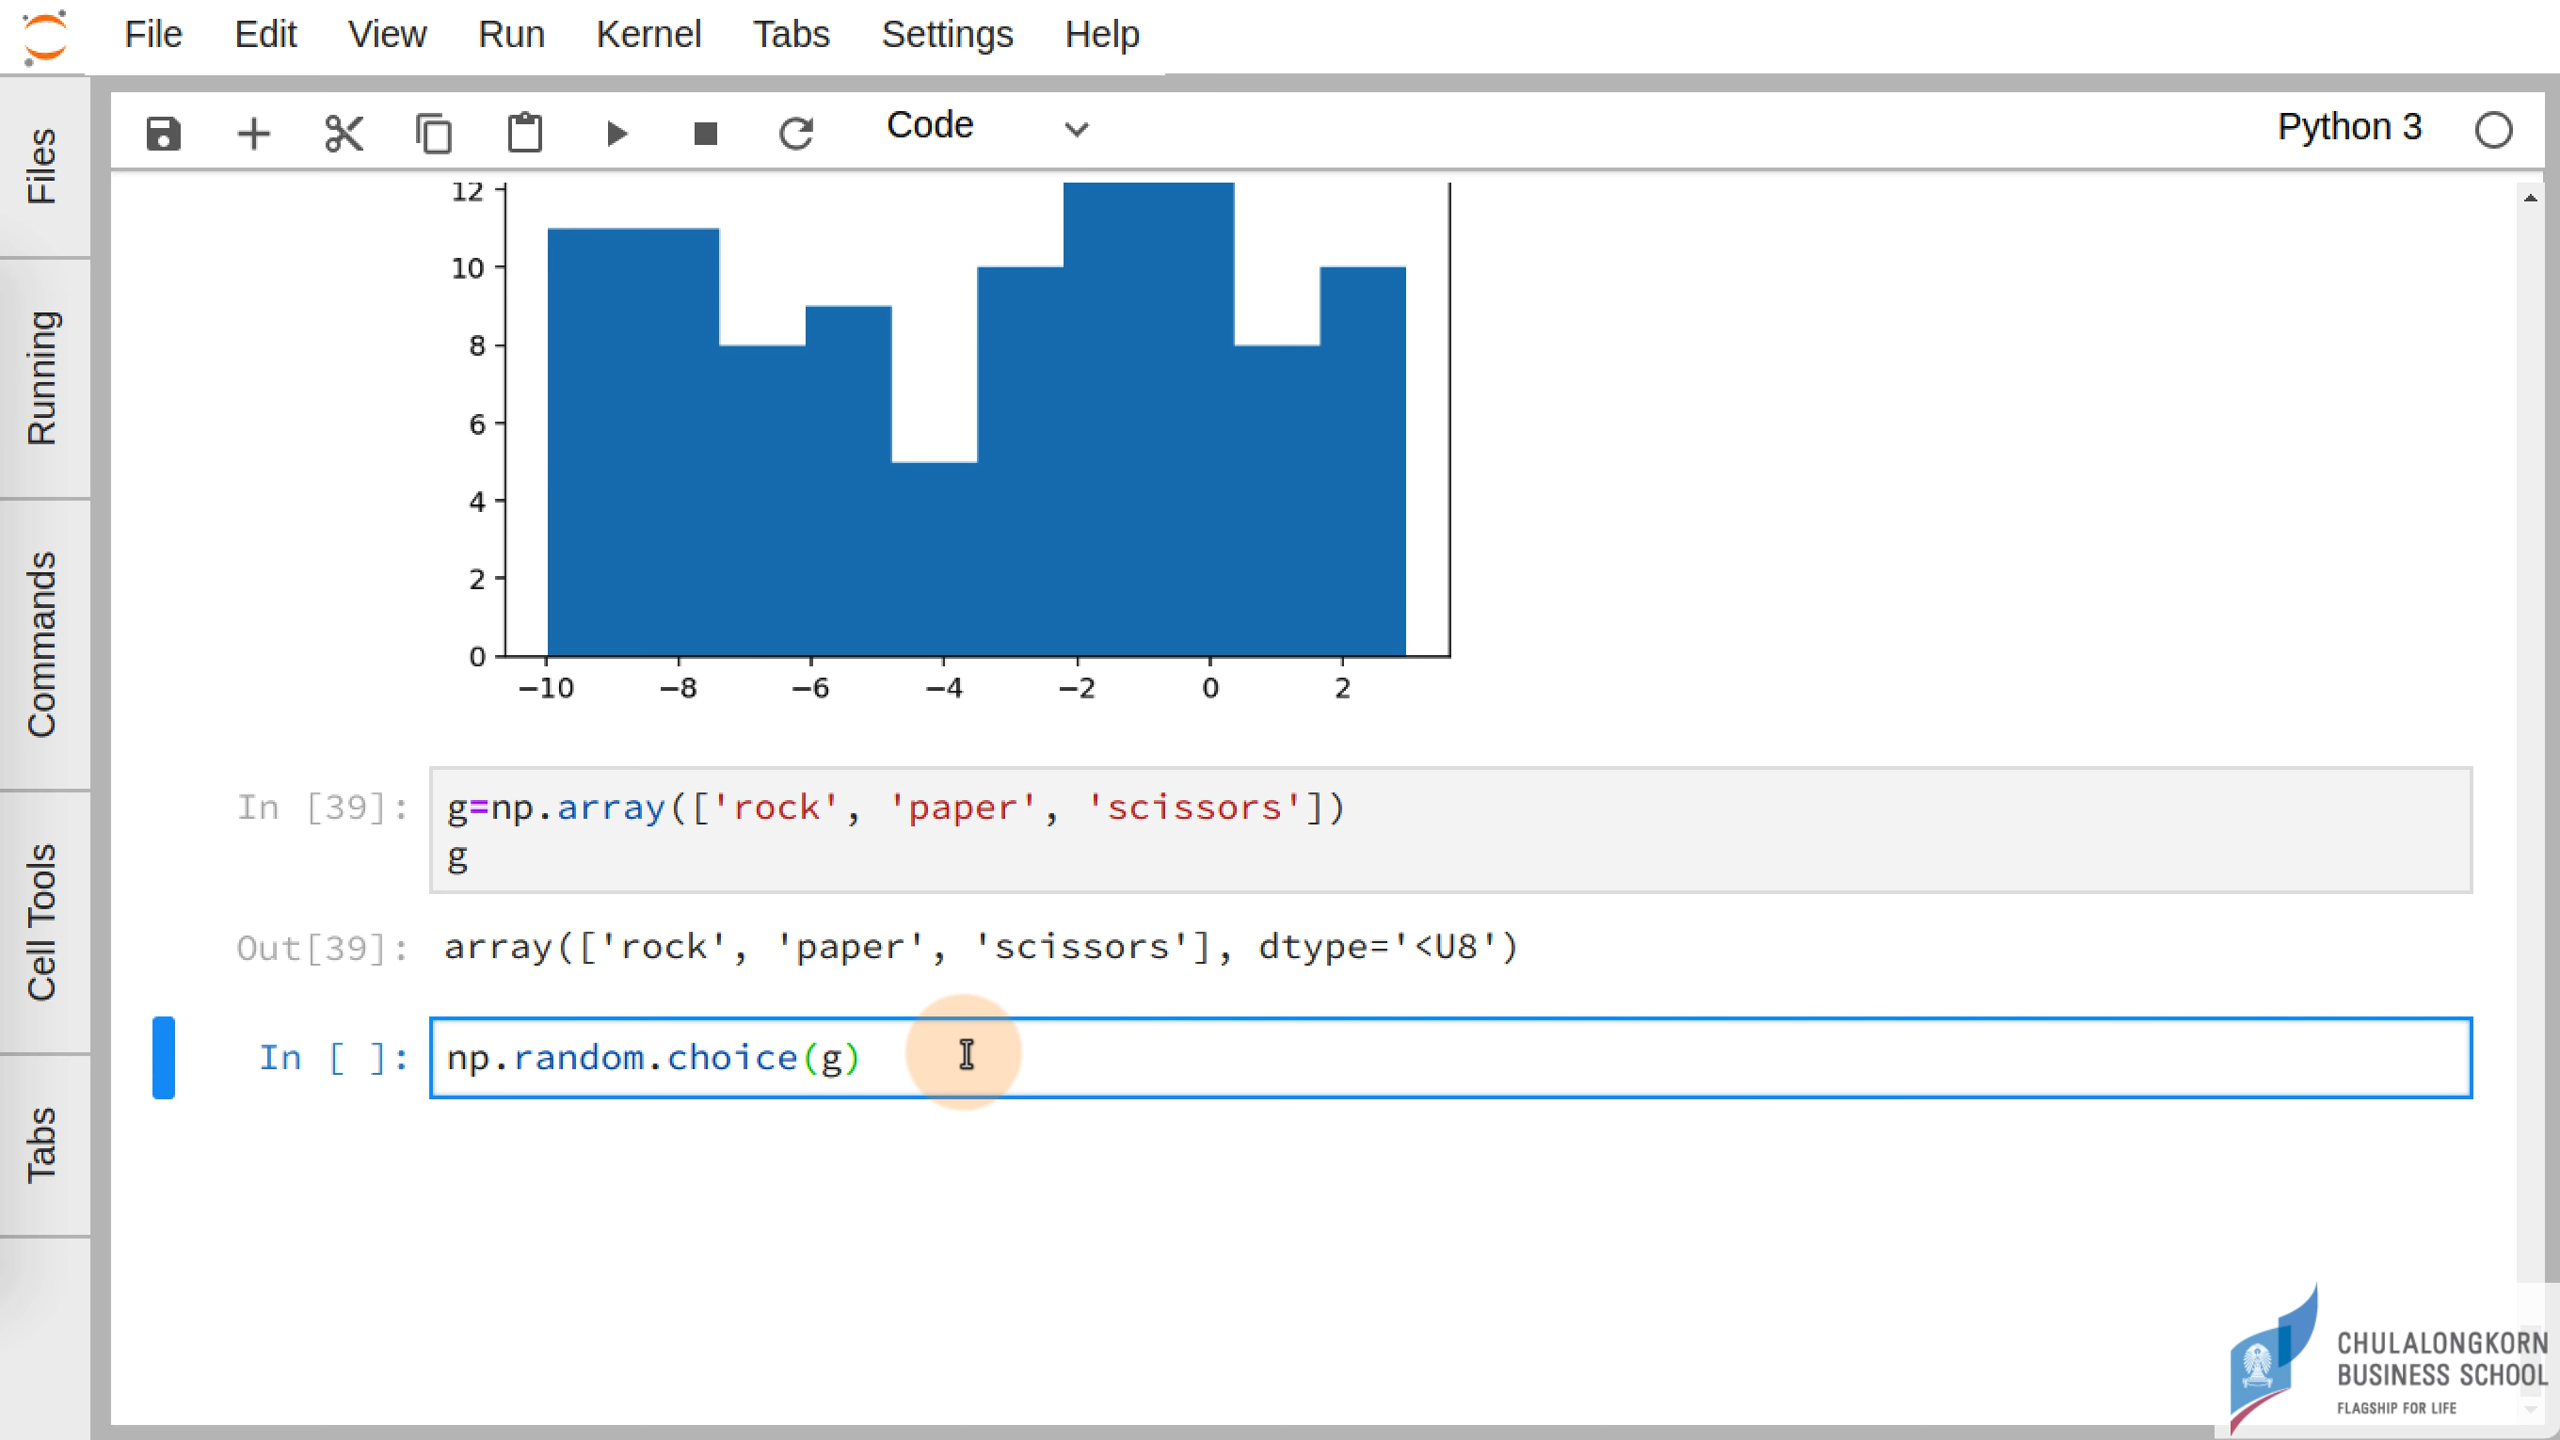 File Edit View Run Kernel Tabs Settings Help
Code
Python 3
Files
Running
Commands
Cell Tools
Tabs
12
10
8
6
4
2
0
−10 −8 −6 −4 −2 0 2
In [39]: g=np.array(['rock', 'paper', 'scissors'])
g
Out[39]: array(['rock', 'paper', 'scissors'], dtype='<U8')
In [ ]: np.random.choice(g)
CHULALONGKORN
BUSINESS SCHOOL
FLAGSHIP FOR LIFE